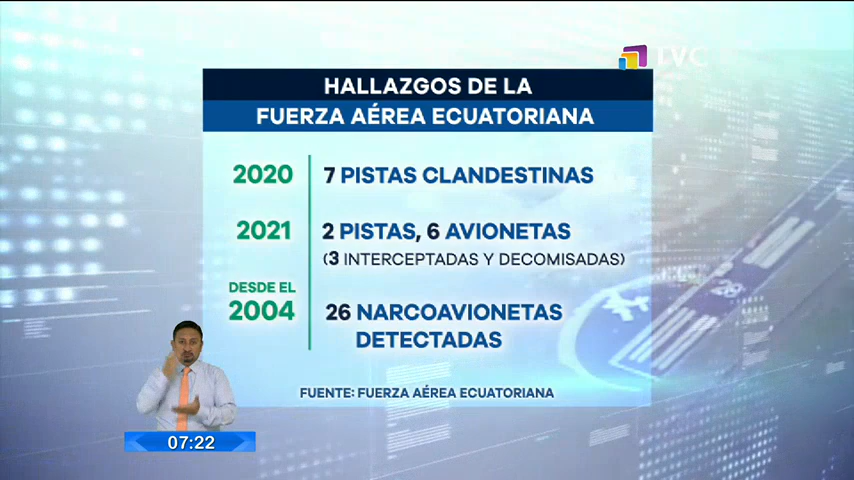 TVC
HALLAZGOS DE LA
FUERZA AÉREA ECUATORIANA
2020
7 PISTAS CLANDESTINAS
2021
2 PISTAS, 6 AVIONETAS
(3 INTERCEPTADAS Y DECOMISADAS)
DESDE EL
2004
26 NARCOAVIONETAS
DETECTADAS
FUENTE: FUERZA AÉREA ECUATORIANA
07:22